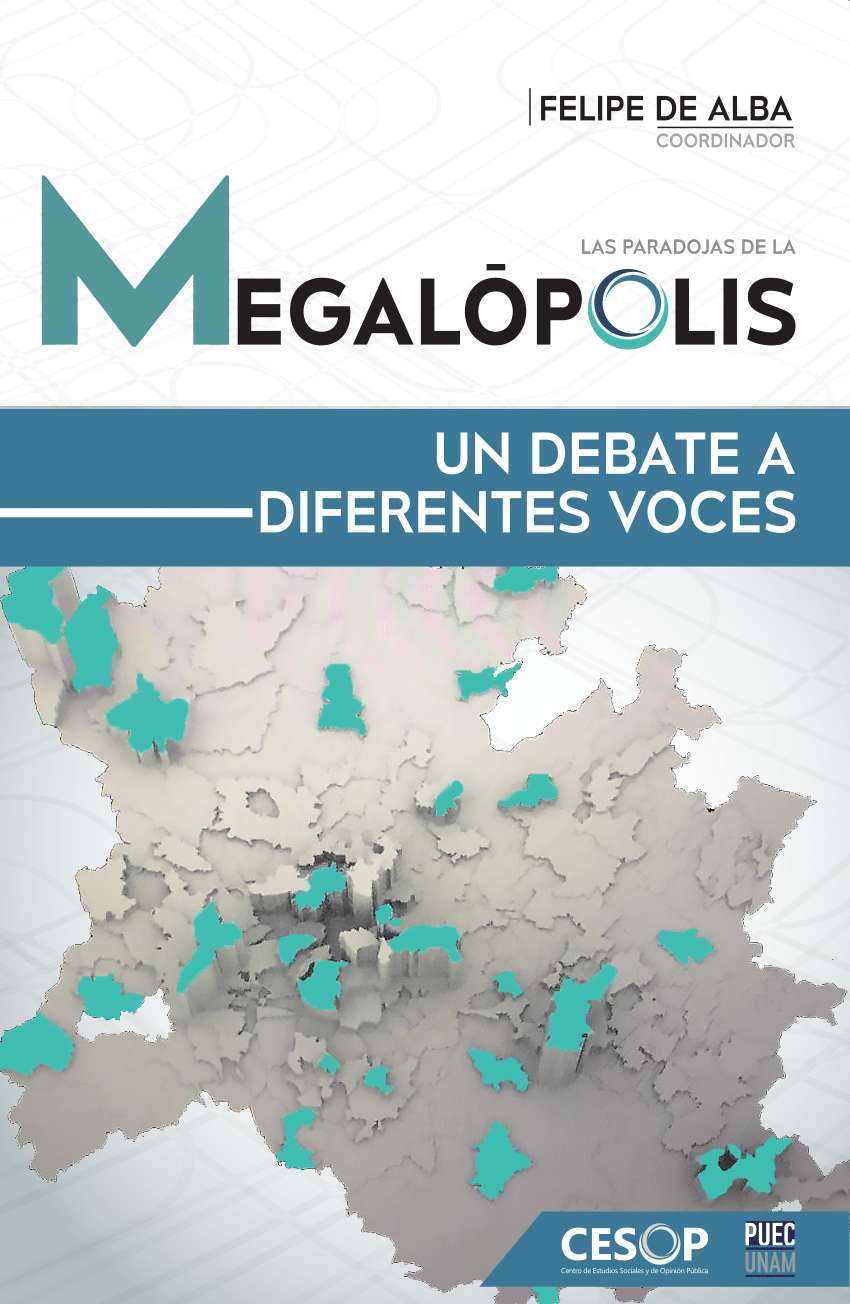 FELIPE DE ALBA
COORDINADOR
LAS PARADOJAS DE LA
MEGALŌPOLIS
UN DEBATE A
DIFERENTES VOCES
CESOP
Centro de Estudios Sociales y de Opinión Pública
PUEC
UNAM